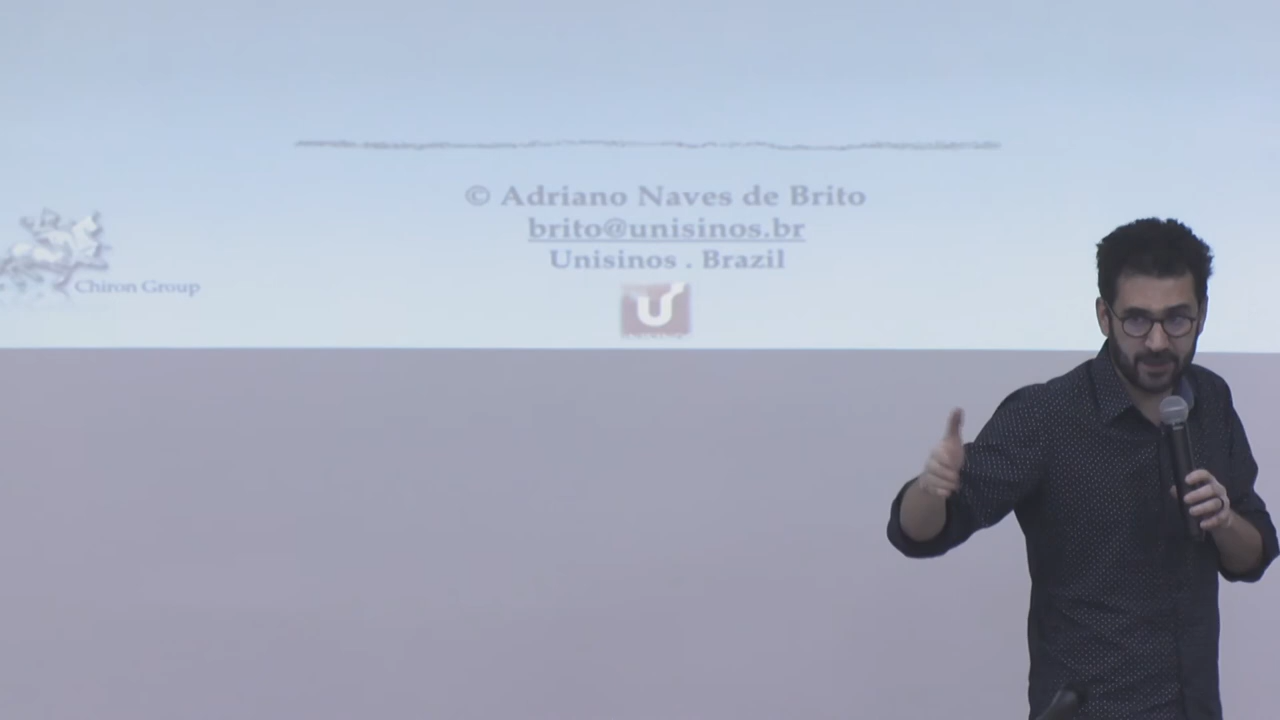 © Adriano Naves de Brito
brito@unisinos.br
Unisinos . Brazil
Chiron Group